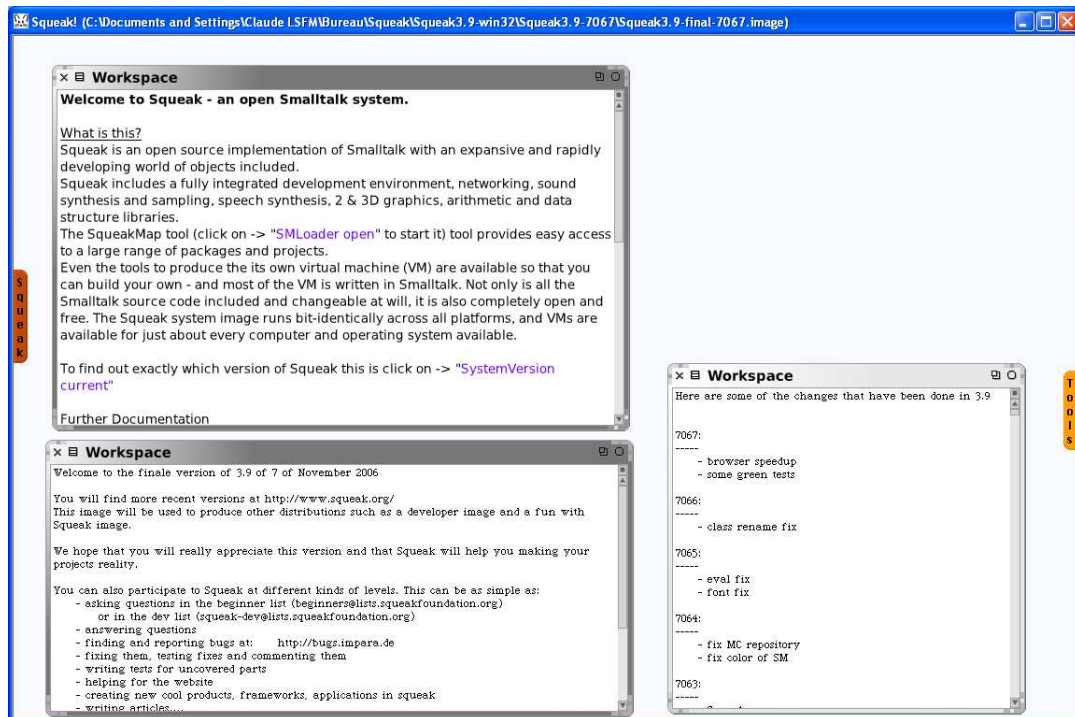 Squeak! (C:\Documents and Settings\Claude LSFM\Bureau\Squeak\Squeak3.9-win32\Squeak3.9-7067\Squeak3.9-final-7067.image)
Workspace
Welcome to Squeak - an open Smalltalk system.
What is this?
Squeak is an open source implementation of Smalltalk with an expansive and rapidly
developing world of objects included.
Squeak includes a fully integrated development environment, networking, sound
synthesis and sampling, speech synthesis, 2 & 3D graphics, arithmetic and data
structure libraries.
The SqueakMap tool (click on -> "SMLoader open" to start it) tool provides easy access
to a large range of packages and projects.
Even the tools to produce the its own virtual machine (VM) are available so that you
can build your own - and most of the VM is written in Smalltalk. Not only is all the
Smalltalk source code included and changeable at will, it is also completely open and
free. The Squeak system image runs bit-identically across all platforms, and VMs are
available for just about every computer and operating system available.
To find out exactly which version of Squeak this is click on -> "SystemVersion
current"
Further Documentation
Squeak
Workspace
Welcome to the finale version of 3.9 of 7 of November 2006
You will find more recent versions at http://www.squeak.org/
This image will be used to produce other distributions such as a developer image and a fun with
Squeak image.
We hope that you will really appreciate this version and that Squeak will help you making your
projects reality.
You can also participate to Squeak at different kinds of levels. This can be as simple as:
- asking questions in the beginner list (beginners@lists.squeakfoundation.org)
or in the dev list (squeak-dev@lists.squeakfoundation.org)
- answering questions
- finding and reporting bugs at: http://bugs.impara.de
- fixing them, testing fixes and commenting them
- writing tests for uncovered parts
- helping for the website
- creating new cool products, frameworks, applications in squeak
- writing articles....
Workspace
Here are some of the changes that have been done in 3.9
7067:
-----
- browser speedup
- some green tests
7066:
-----
- class rename fix
7065:
-----
- eval fix
- font fix
7064:
-----
- fix MC repository
- fix color of SM
7063:
-----
Tools